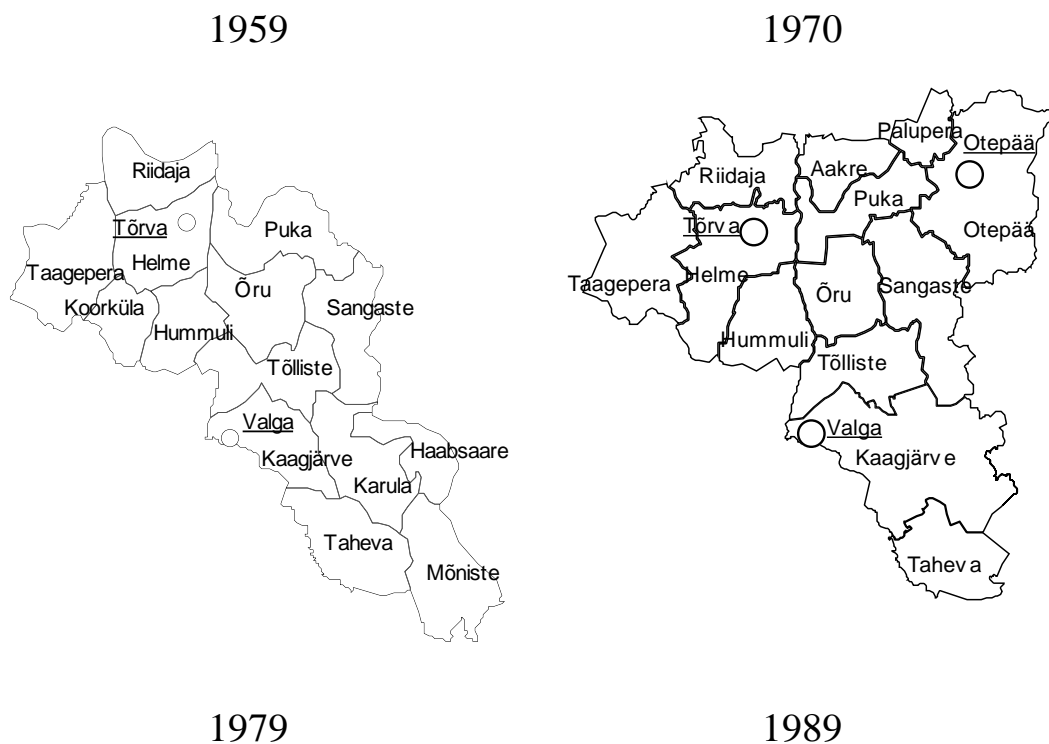 1959
1970
Riidaja
Tõrva
Puka
Helme
Taagepera
Koorküla
Õru
Sangaste
Hummuli
Tõlliste
Valga
Haabsaare
Kaagjärve
Karula
Taheva
Mõniste
Palupera
Otepää
Aakre
Riidaja
Puka
Tõrva
Otepää
Helme
Taagepera
Õru
Sangaste
Hummuli
Tõlliste
Valga
Kaagjärve
Taheva
1979
1989